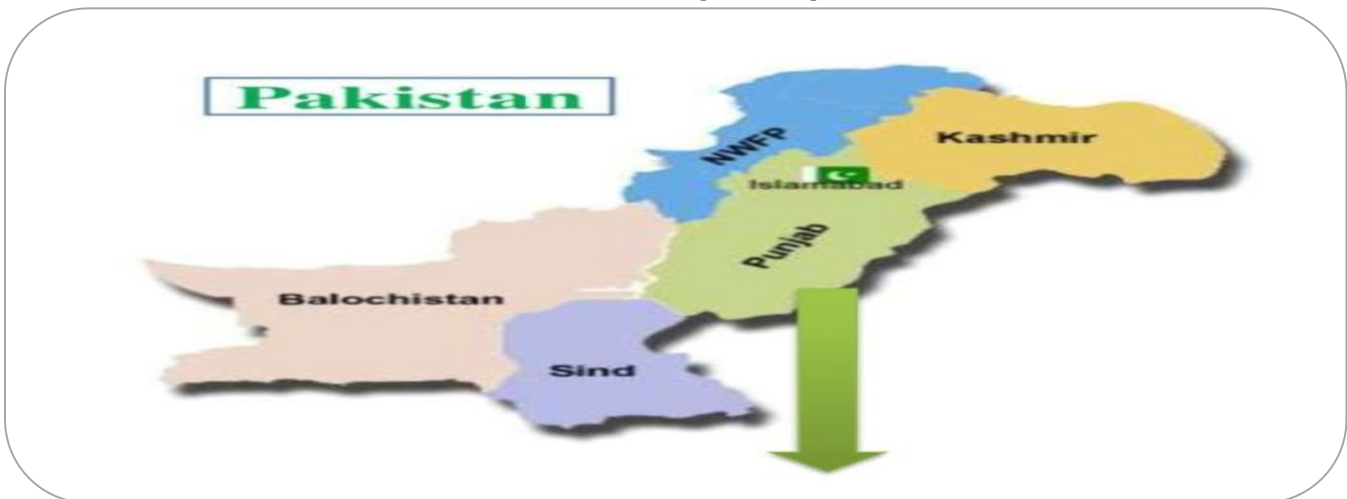 Pakistan
NWFP
Kashmir
Islamabad
Punjab
Balochistan
Sind